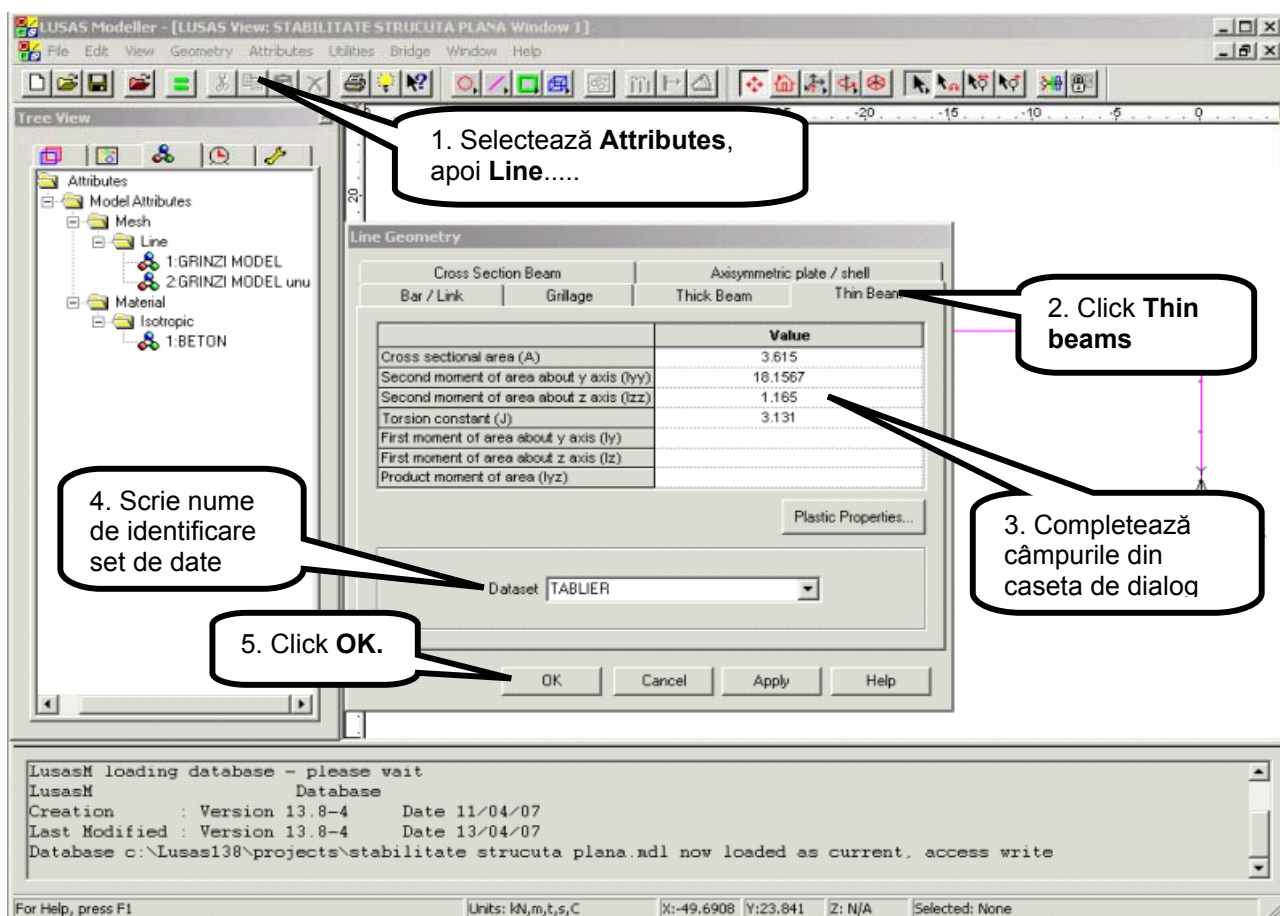 LUSAS Modeller - [LUSAS View: STABILITATE STRUCUTA PLANA Window 1]
File Edit View Geometry Attributes Utilities Bridge Window Help
Tree View
-20 -15 -10 -5 0
20
1. Selectează Attributes,
apoi Line.....
Attributes
Model Attributes
Mesh
Line
1:GRINZI MODEL
2:GRINZI MODEL unu
Material
Isotropic
1:BETON
Line Geometry
Cross Section Beam Axisymmetric plate / shell
Bar / Link Grillage Thick Beam Thin Beam
2. Click Thin
beams
Value
Cross sectional area (A) 3.615
Second moment of area about y axis (Iyy) 18.1567
Second moment of area about z axis (Izz) 1.165
Torsion constant (J) 3.131
First moment of area about y axis (Iy)
First moment of area about z axis (Iz)
Product moment of area (Iyz)
Plastic Properties...
3. Completează
câmpurile din
caseta de dialog
4. Scrie nume
de identificare
set de date
Dataset TABLIER
5. Click OK.
OK Cancel Apply Help
LusasM loading database - please wait
LusasM Database
Creation : Version 13.8-4 Date 11/04/07
Last Modified : Version 13.8-4 Date 13/04/07
Database c:\Lusas138\projects\stabilitate strucuta plana.mdl now loaded as current, access write
For Help, press F1 Units: kN,m,t,s,C X:-49.6908 Y:23.841 Z: N/A Selected: None